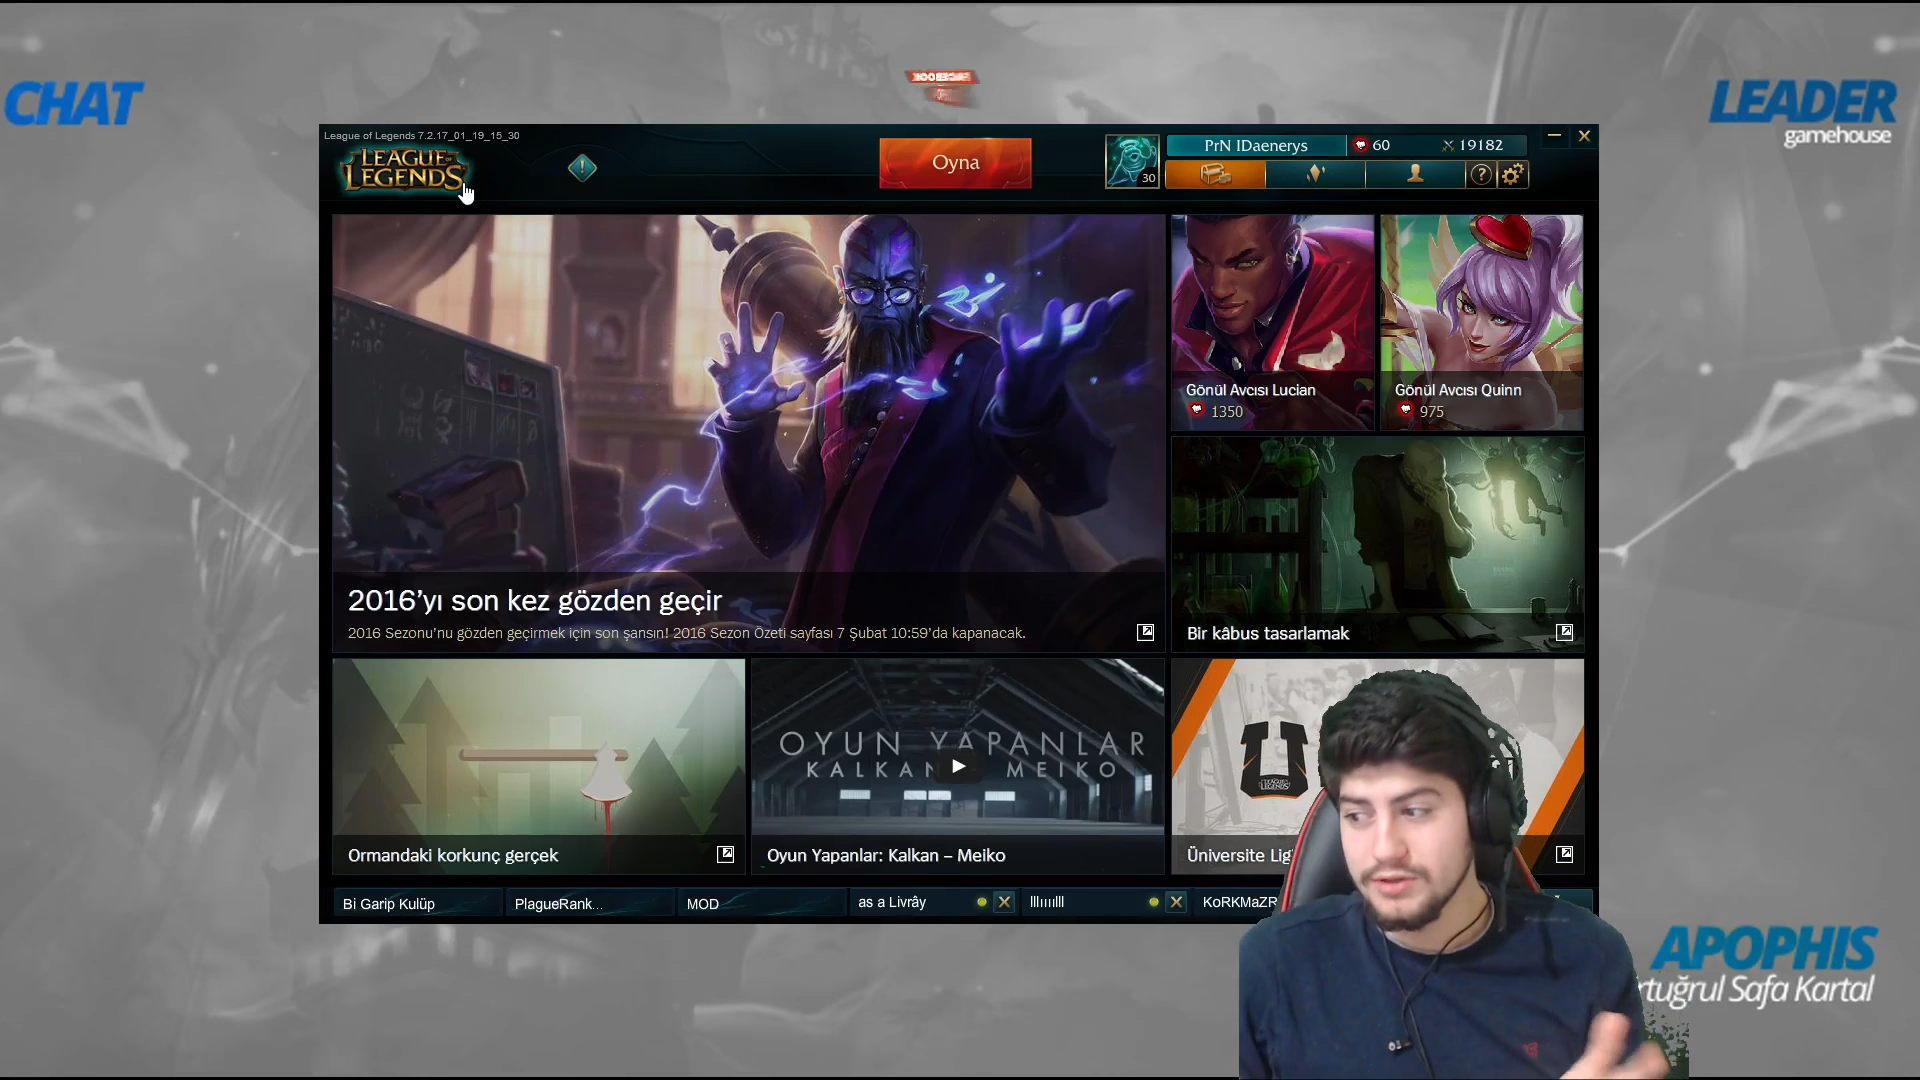 CHAT
LEADER
gamehouse
League of Legends 7.2.17_01_19_15_30
LEAGUE OF
LEGENDS
Oyna
30
PrN IDaenerys
60
19182
Gönül Avcısı Lucian
1350
Gönül Avcısı Quinn
975
2016'yı son kez gözden geçir
2016 Sezonu'nu gözden geçirmek için son şansın! 2016 Sezon Özeti sayfası 7 Şubat 10:59'da kapanacak.
Bir kâbus tasarlamak
OYUN YAPANLAR
KALKAN MEIKO
LEGENDS
Ormandaki korkunç gerçek
Oyun Yapanlar: Kalkan – Meiko
Üniversite Lig
Bi Garip Kulüp
PlagueRank...
MOD
as a Livrây
KoRKMaZR
APOPHIS
rtuğrul Safa Kartal